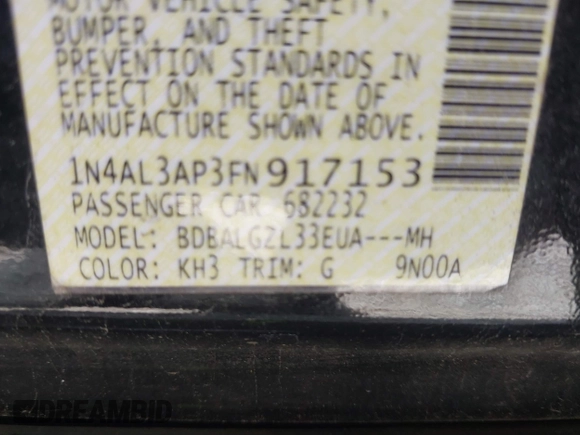 MOTOR VEHICLE SAFETY,
BUMPER, AND THEFT
PREVENTION STANDARDS IN
EFFECT ON THE DATE OF
MANUFACTURE SHOWN ABOVE.
1N4AL3AP3FN917153
PASSENGER CAR 682232
MODEL: BDBALGZL33EUA---MH
COLOR: KH3 TRIM: G 9N00A
DREAMBID